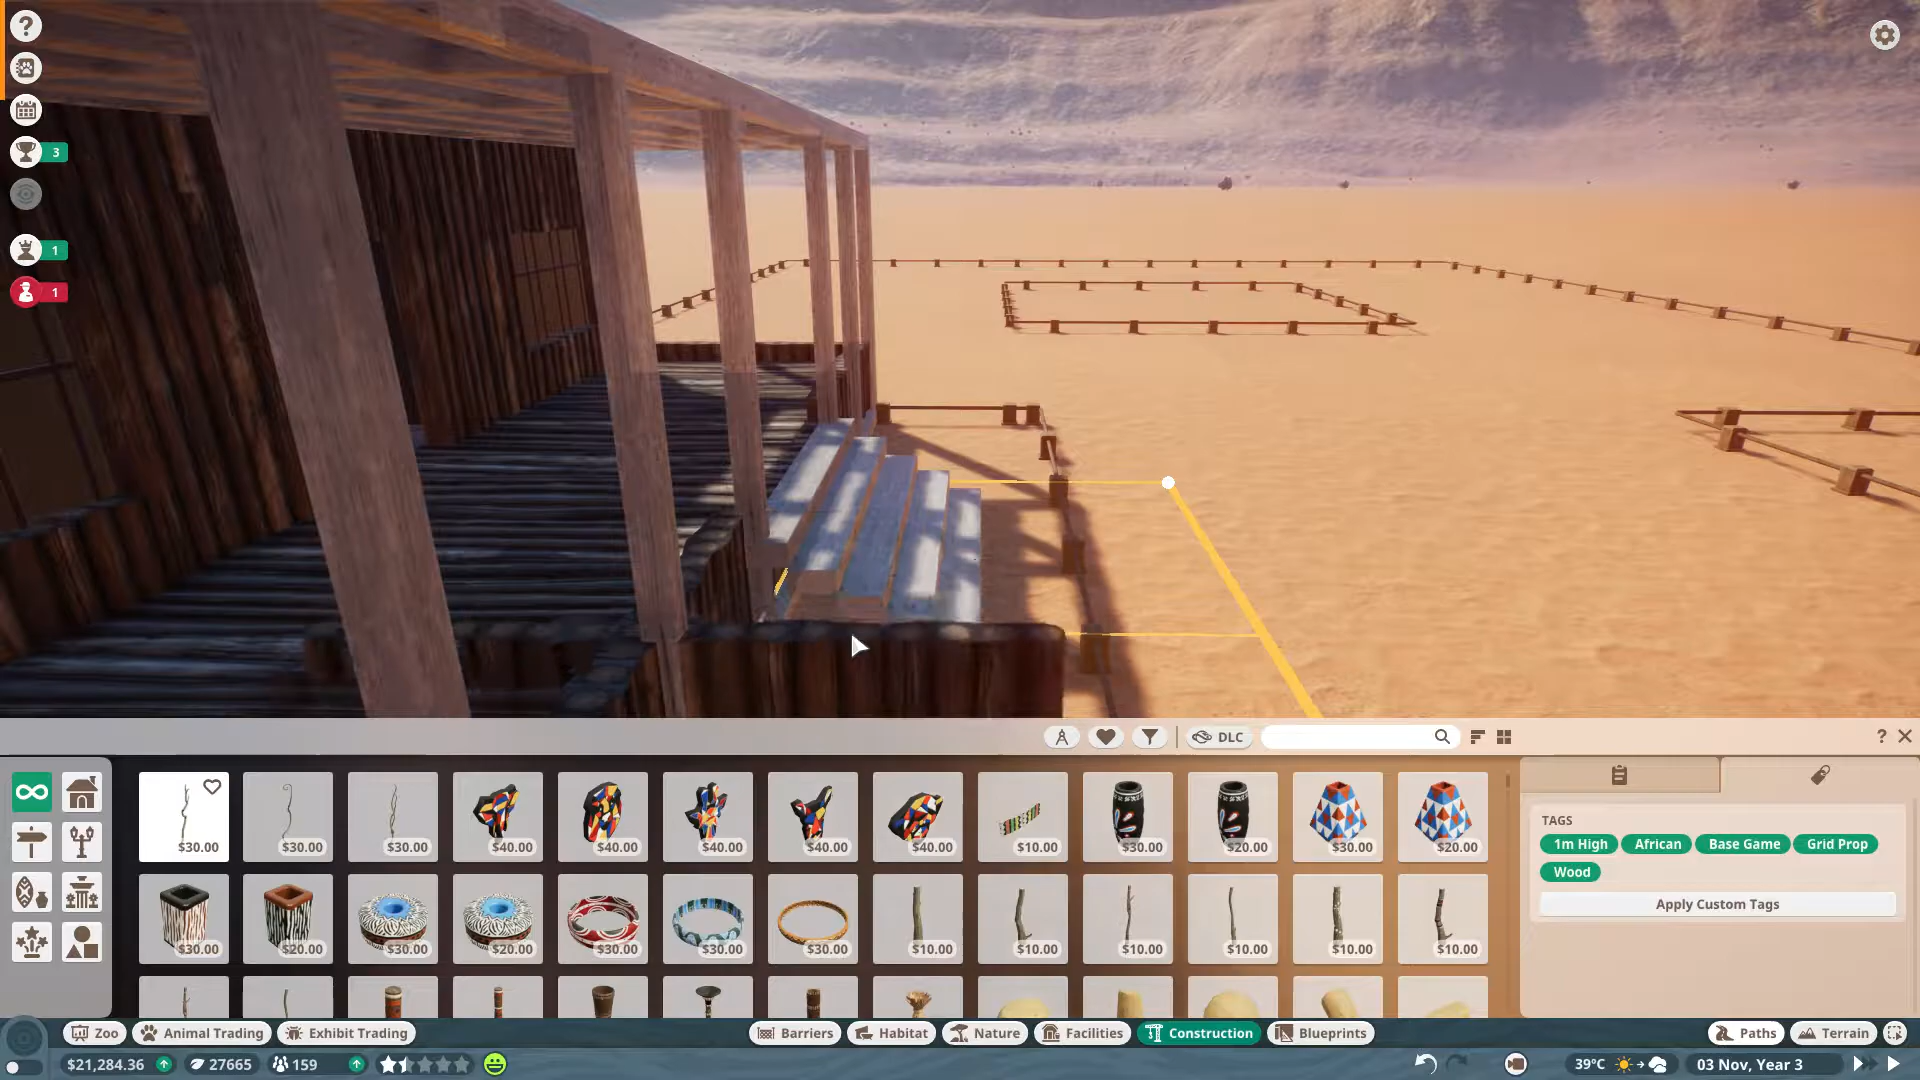 ?
3
1
1
DLC
?
$30.00 $30.00 $30.00 $40.00 $40.00 $40.00 $40.00 $40.00 $10.00 $30.00 $20.00 $30.00 $20.00
$30.00 $20.00 $30.00 $20.00 $30.00 $30.00 $30.00 $10.00 $10.00 $10.00 $10.00 $10.00 $10.00
TAGS
1m High African Base Game Grid Prop
Wood
Apply Custom Tags
Zoo Animal Trading Exhibit Trading Barriers Habitat Nature Facilities Construction Blueprints Paths Terrain
$21,284.36 27665 159 39°C 03 Nov, Year 3